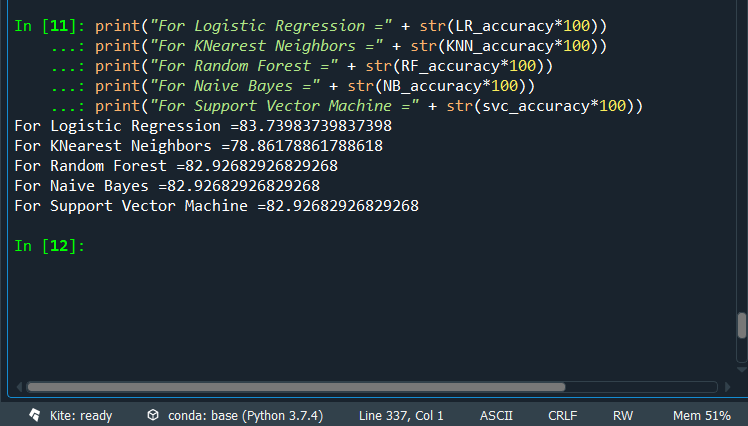 In [11]: print("For Logistic Regression =" + str(LR_accuracy*100))
...: print("For KNearest Neighbors =" + str(KNN_accuracy*100))
...: print("For Random Forest =" + str(RF_accuracy*100))
...: print("For Naive Bayes =" + str(NB_accuracy*100))
...: print("For Support Vector Machine =" + str(svc_accuracy*100))
For Logistic Regression =83.73983739837398
For KNearest Neighbors =78.86178861788618
For Random Forest =82.92682926829268
For Naive Bayes =82.92682926829268
For Support Vector Machine =82.92682926829268
In [12]:
Kite: ready conda: base (Python 3.7.4) Line 337, Col 1 ASCII CRLF RW Mem 51%